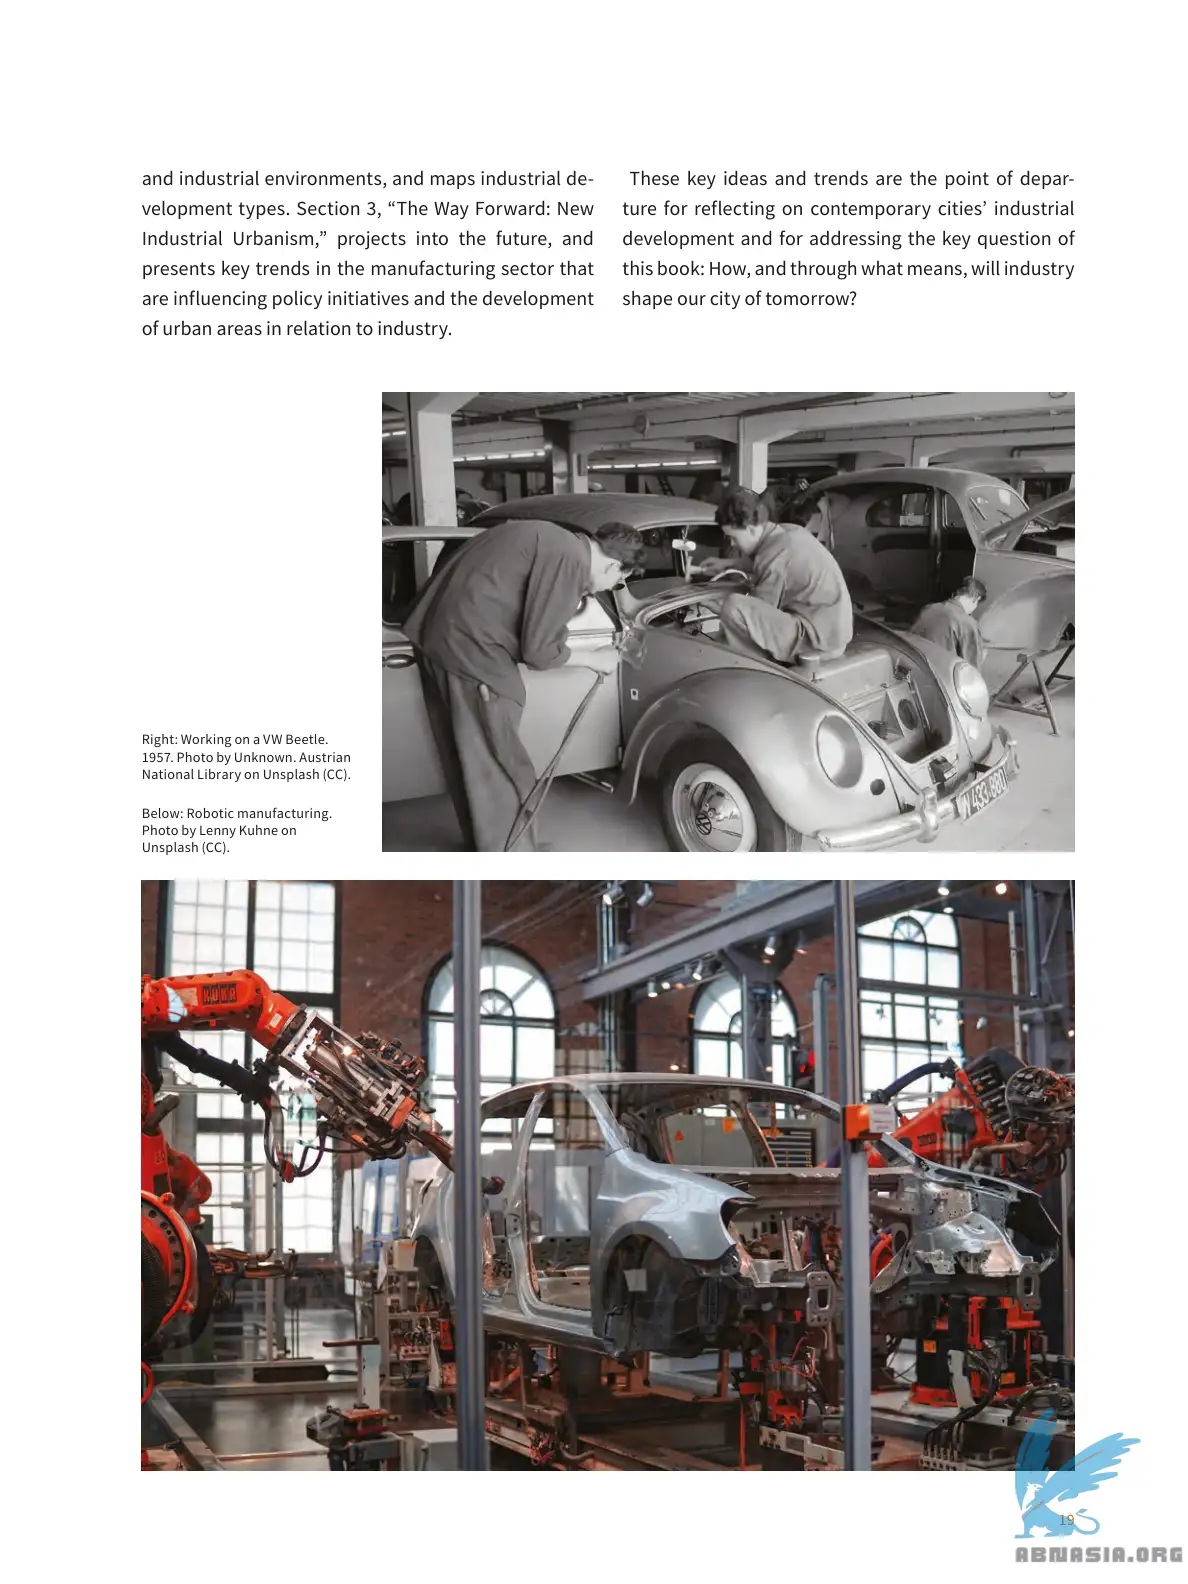 and industrial environments, and maps industrial de-
velopment types. Section 3, “The Way Forward: New
Industrial Urbanism,” projects into the future, and
presents key trends in the manufacturing sector that
are influencing policy initiatives and the development
of urban areas in relation to industry.
These key ideas and trends are the point of depar-
ture for reflecting on contemporary cities’ industrial
development and for addressing the key question of
this book: How, and through what means, will industry
shape our city of tomorrow?
Right: Working on a VW Beetle.
1957. Photo by Unknown. Austrian
National Library on Unsplash (CC).
Below: Robotic manufacturing.
Photo by Lenny Kuhne on
Unsplash (CC).
433.880
KUKA
19
ABNASIA.ORG